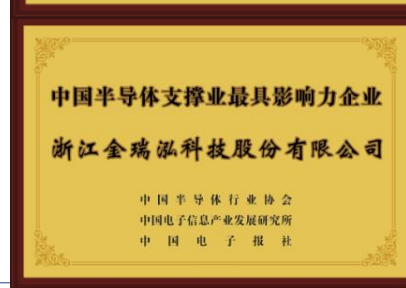 中国半导体支撑业最具影响力企业
浙江金瑞泓科技股份有限公司
中国半导体行业协会
中国电子信息产业发展研究所
中国电子报社